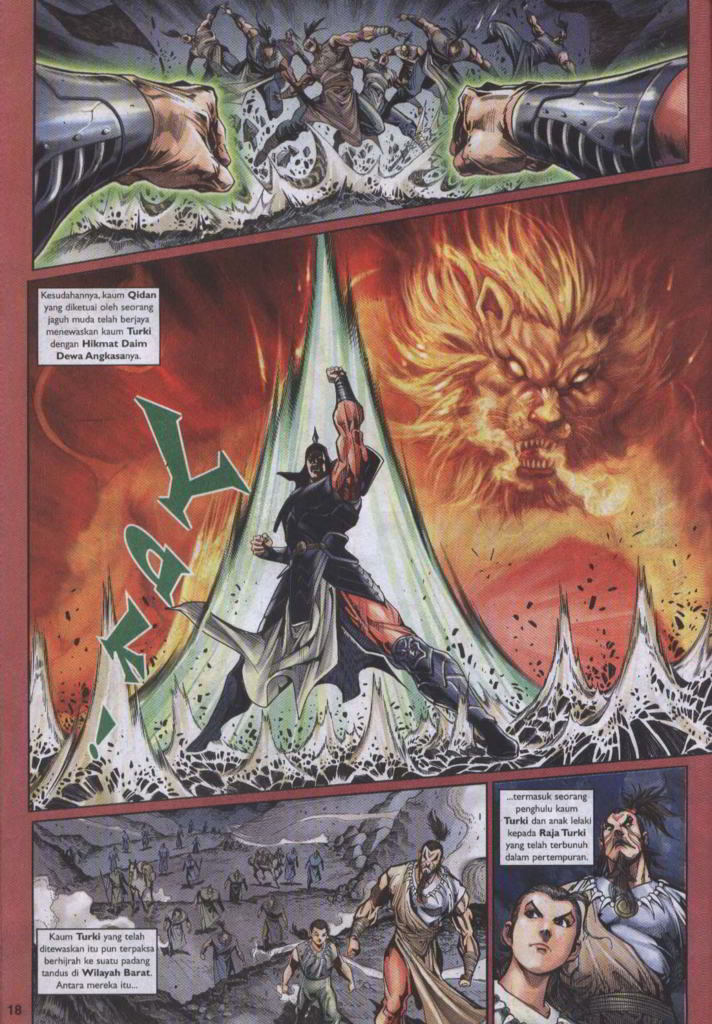 Kesudahannya, kaum Qidan
yang diketuai oleh seorang
jaguh muda telah berjaya
menewaskan kaum Turki
dengan Hikmat Daim
Dewa Angkasanya.
YATT!
Kaum Turki yang telah
ditewaskan itu pun terpaksa
berhijrah ke suatu padang
tandus di Wilayah Barat.
Antara mereka itu...
...termasuk seorang
penghulu kaum
Turki dan anak lelaki
kepada Raja Turki
yang telah terbunuh
dalam pertempuran.
18